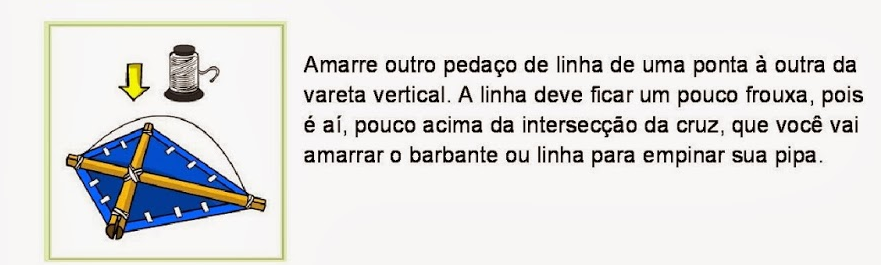 Amarre outro pedaço de linha de uma ponta à outra da
vareta vertical. A linha deve ficar um pouco frouxa, pois
é aí, pouco acima da intersecção da cruz, que você vai
amarrar o barbante ou linha para empinar sua pipa.